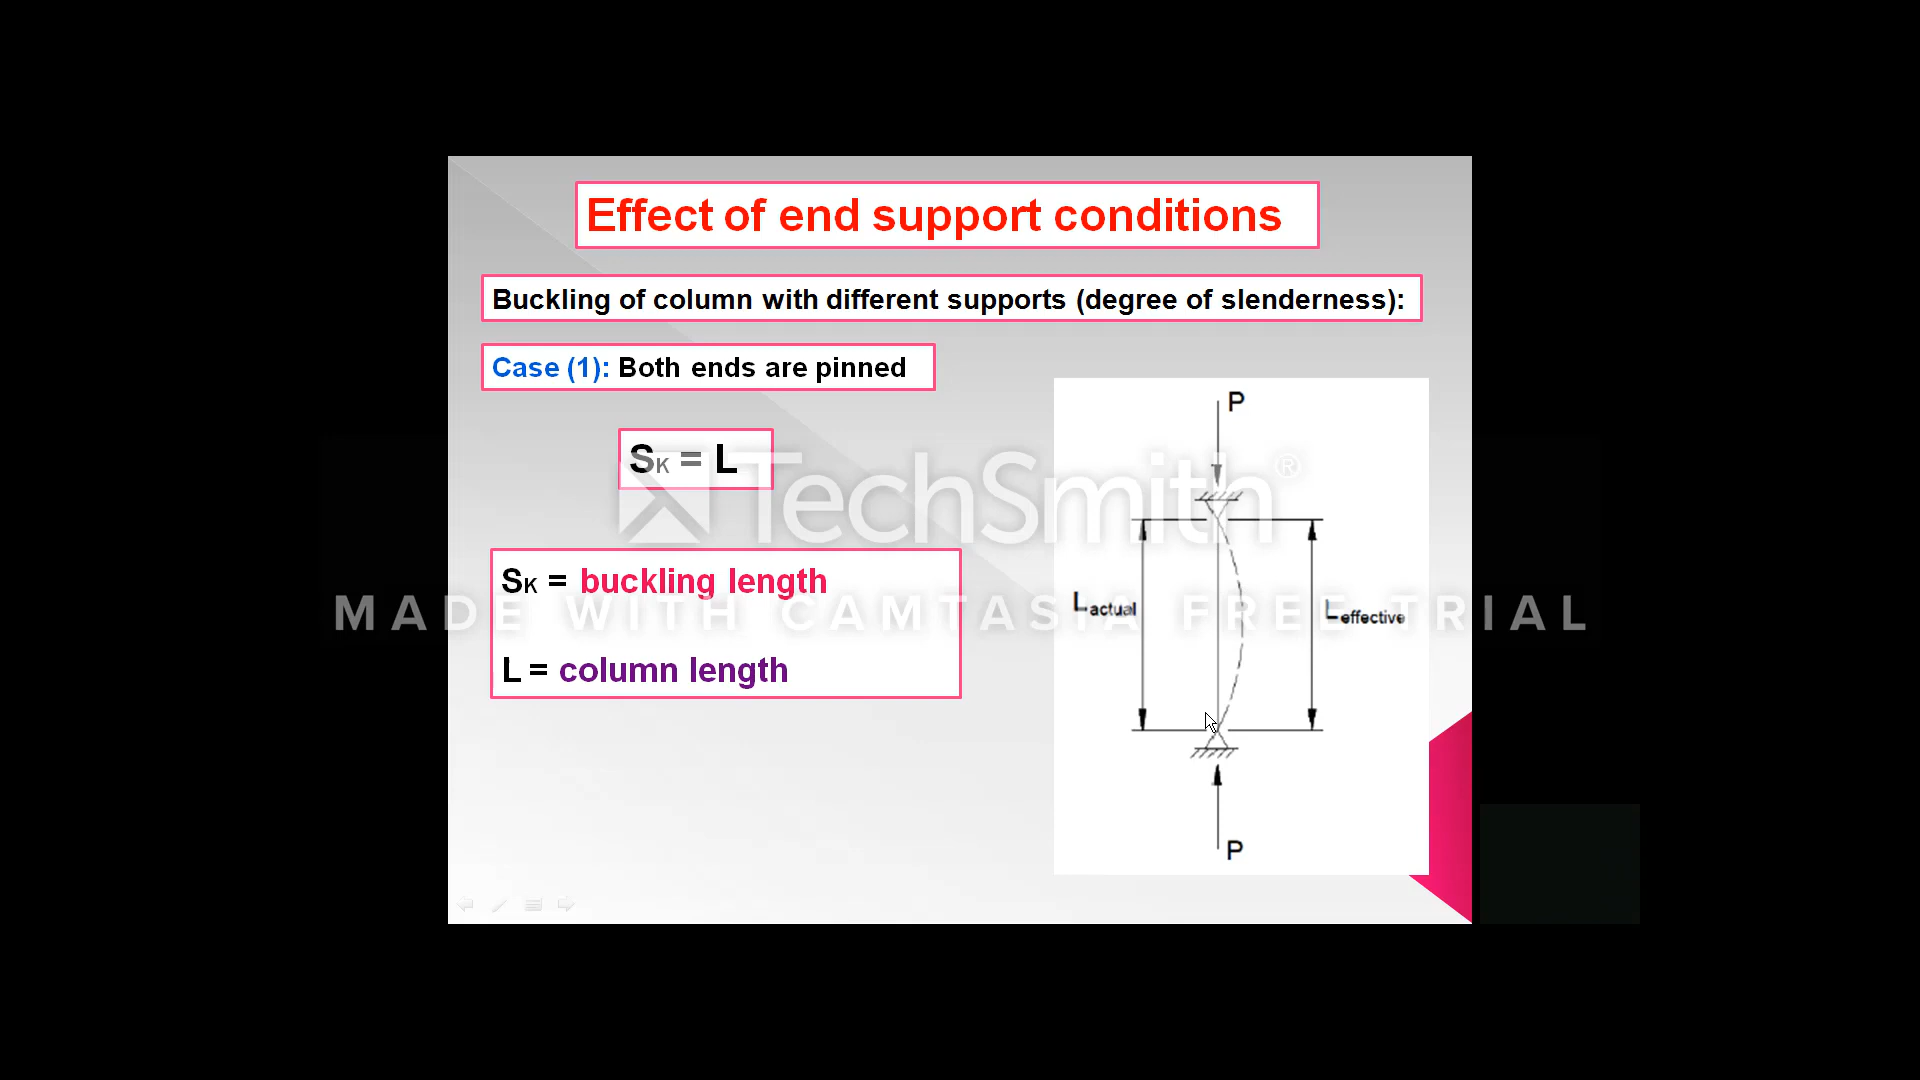 Effect of end support conditions
Buckling of column with different supports (degree of slenderness):
Case (1): Both ends are pinned
SK = L
SK = buckling length
L = column length
P
Lactual
Leffective
P
TechSmith®
MADE WITH CAMTASIA FREE TRIAL